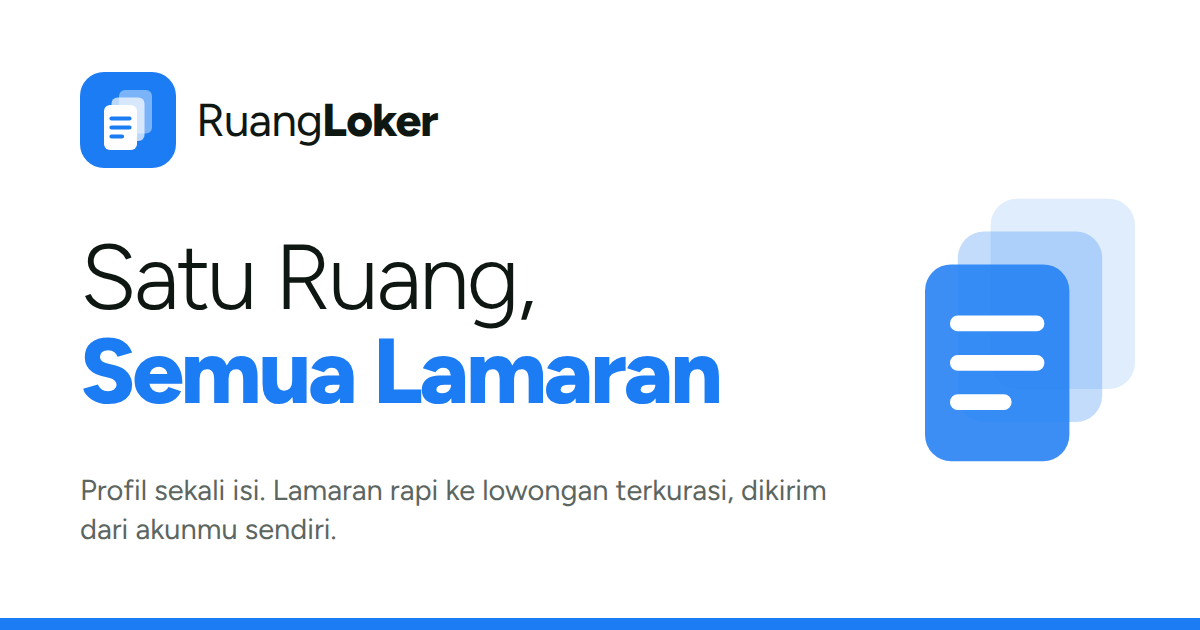 RuangLoker
Satu Ruang,
Semua Lamaran
Profil sekali isi. Lamaran rapi ke lowongan terkurasi, dikirim
dari akunmu sendiri.